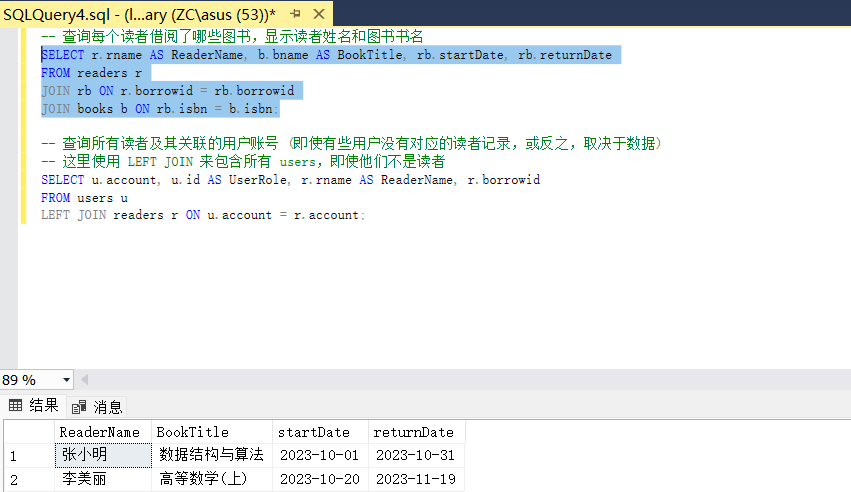 SQLQuery4.sql - (l...ary (ZC\asus (53))*
-- 查询每个读者借阅了哪些图书，显示读者姓名和图书书名
SELECT r.rname AS ReaderName, b.bname AS BookTitle, rb.startDate, rb.returnDate
FROM readers r
JOIN rb ON r.borrowid = rb.borrowid
JOIN books b ON rb.isbn = b.isbn;
-- 查询所有读者及其关联的用户账号 (即使有些用户没有对应的读者记录，或反之，取决于数据)
-- 这里使用 LEFT JOIN 来包含所有 users，即使他们不是读者
SELECT u.account, u.id AS UserRole, r.rname AS ReaderName, r.borrowid
FROM users u
LEFT JOIN readers r ON u.account = r.account;
89 %
结果 消息
ReaderName BookTitle startDate returnDate
1 张小明 数据结构与算法 2023-10-01 2023-10-31
2 李美丽 高等数学(上) 2023-10-20 2023-11-19